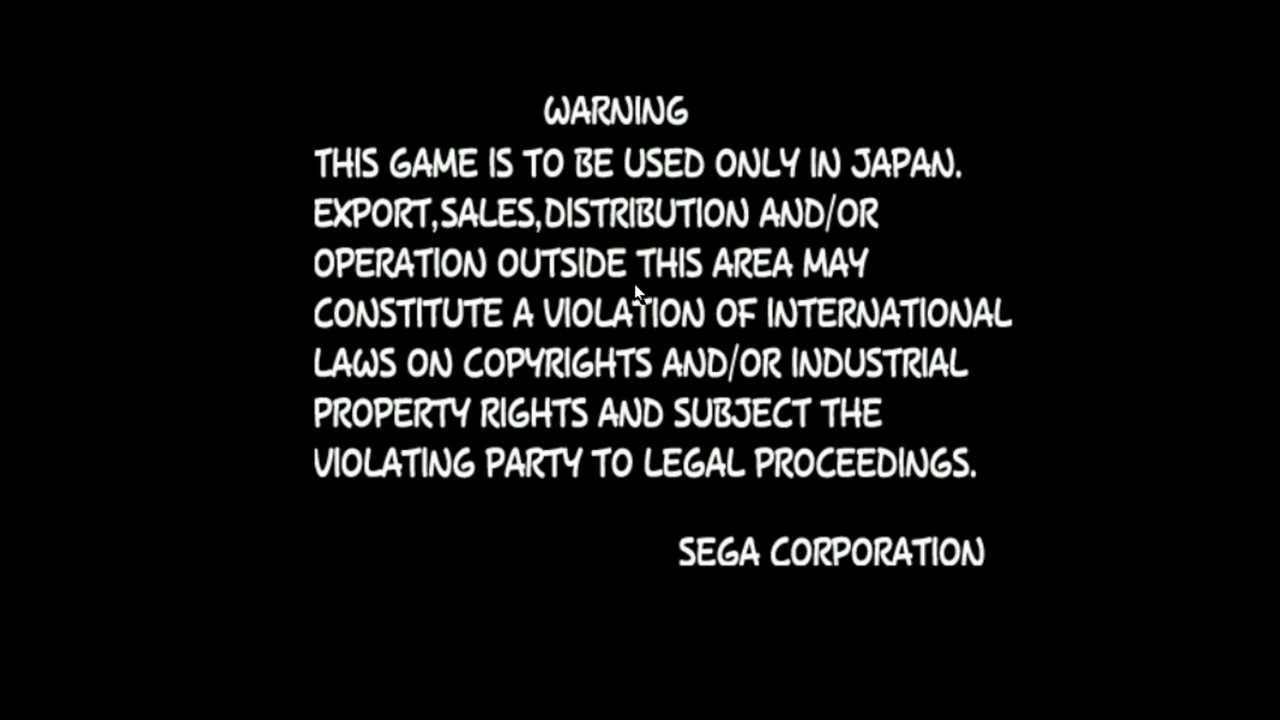 WARNING
THIS GAME IS TO BE USED ONLY IN JAPAN.
EXPORT,SALES,DISTRIBUTION AND/OR
OPERATION OUTSIDE THIS AREA MAY
CONSTITUTE A VIOLATION OF INTERNATIONAL
LAWS ON COPYRIGHTS AND/OR INDUSTRIAL
PROPERTY RIGHTS AND SUBJECT THE
VIOLATING PARTY TO LEGAL PROCEEDINGS.
SEGA CORPORATION